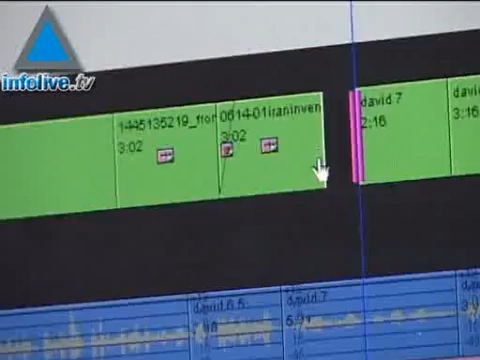 infolive.tv
1445135219_fror
3:02
0614-01iraninven
3:02
david.7
2:16
davi
3:16
david.6.5
david.7